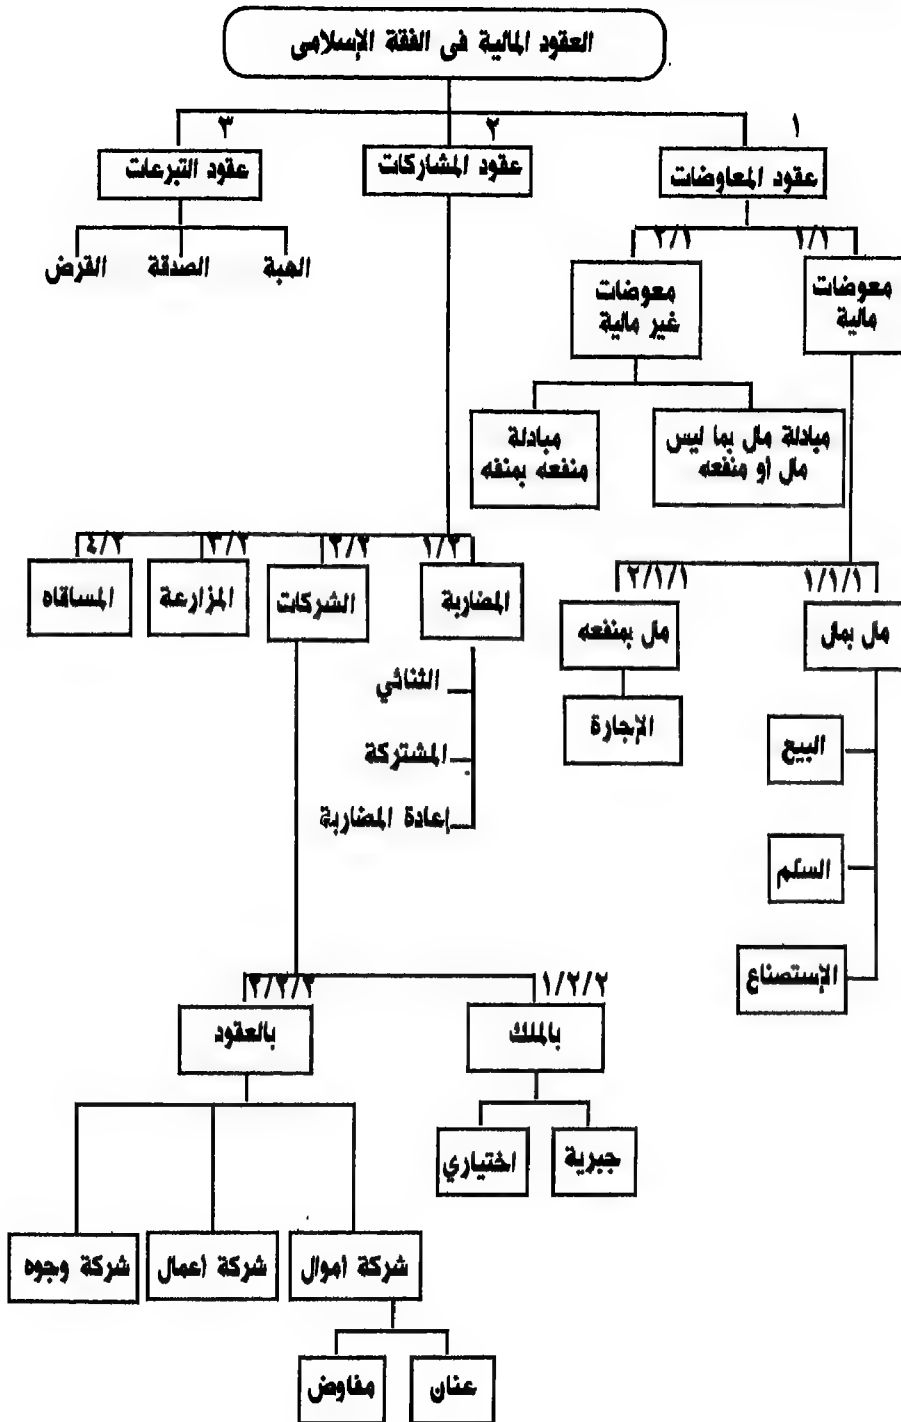 العقود المالية فى الفقة الإسلامى
١
٢
٣
عقود المعاوضات
عقود المشاركات
عقود التبرعات
١/١
٢/١
الهبة
الصدقة
القرض
معوضات
مالية
معوضات
غير مالية
مبادلة مال بما ليس
مال أو منفعه
مبادلة
منفعه بمنفه
١/٢
٢/٢
٣/٢
٤/٢
المضاربة
الشركات
المزارعة
المساقاه
١/١/١
٢/١/١
مال بمال
مال بمنفعه
البيع
السلم
الإستصناع
الإيجارة
الثنائي
المشتركة
إعادة المضاربة
١/٢/٢
٢/٢/٢
بالملك
بالعقود
جبرية
اختياري
شركة أموال
شركة أعمال
شركة وجوه
عنان
مفاوض